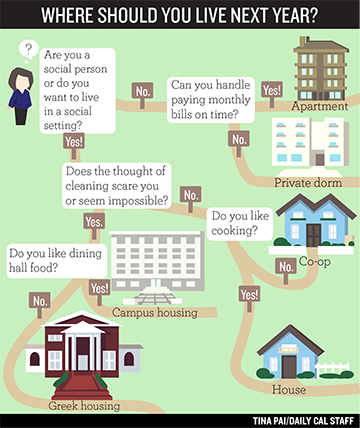 WHERE SHOULD YOU LIVE NEXT YEAR?
?
Are you a
social person
or do you
want to live
in a social
setting?
No.
Can you handle
paying monthly
bills on time?
Yes!
Apartment
Yes!
No.
Private dorm
Does the thought of
cleaning scare you
or seem impossible?
No.
Do you like
cooking?
Yes.
Do you like dining
hall food?
No.
Co-op
No.
Yes!
Campus housing
Yes!
House
Greek housing
TINA PAI/DAILY CAL STAFF